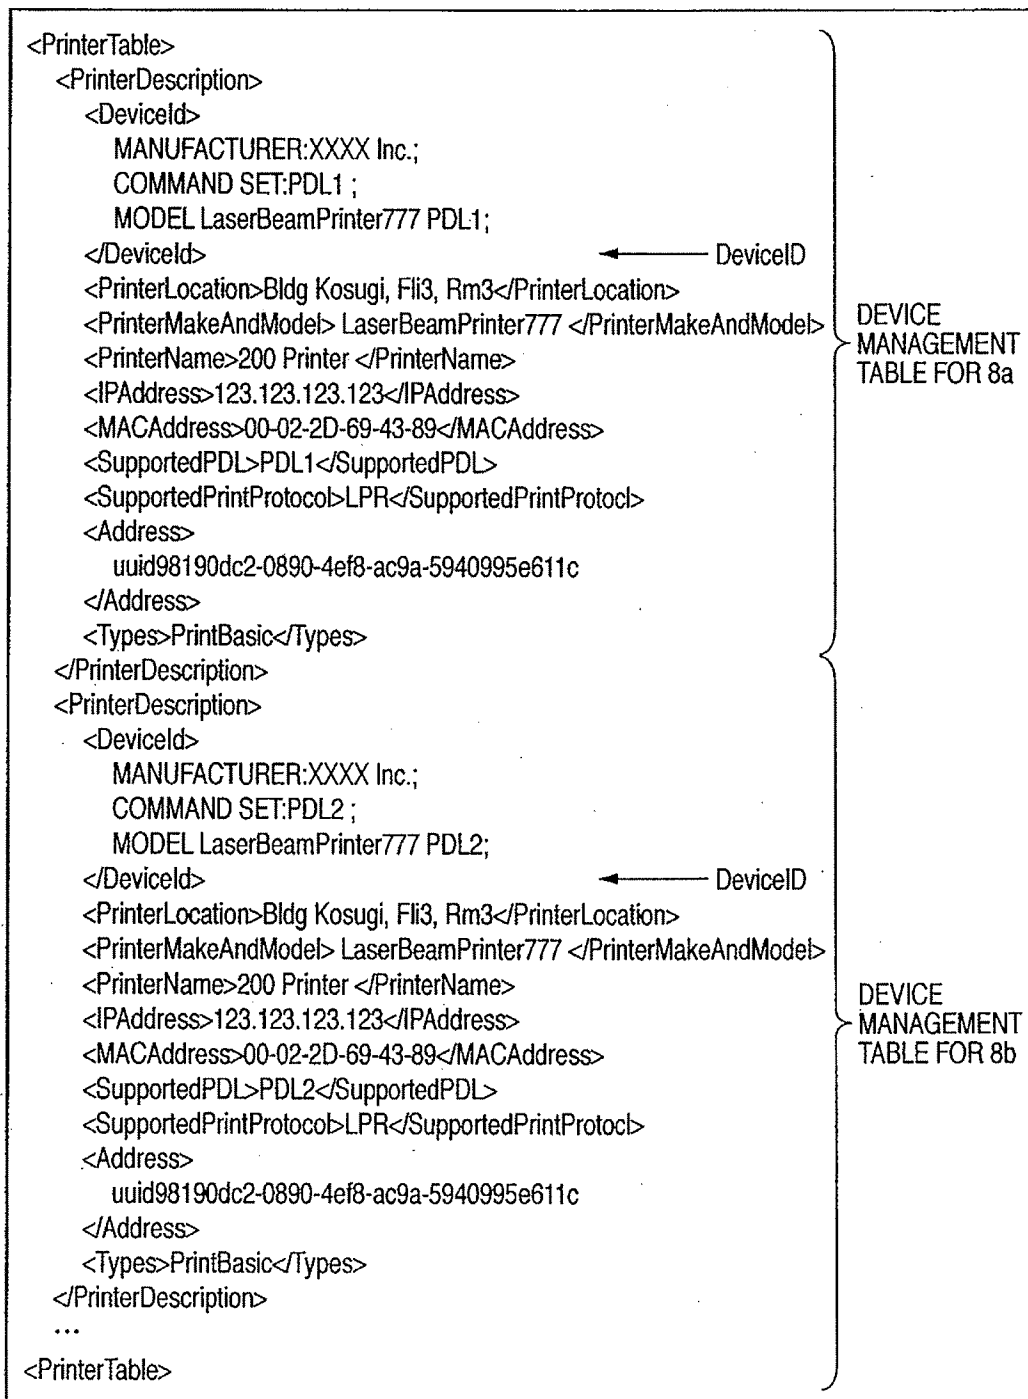 <PrinterTable>
<PrinterDescription>
<DeviceId>
MANUFACTURER:XXXX Inc.;
COMMAND SET:PDL1 ;
MODEL LaserBeamPrinter777 PDL1;
</DeviceId>
DeviceID
<PrinterLocation>Bldg Kosugi, Fli3, Rm3</PrinterLocation>
<PrinterMakeAndModel> LaserBeamPrinter777 </PrinterMakeAndModel>
<PrinterName>200 Printer </PrinterName>
<IPAddress>123.123.123.123</IPAddress>
<MACAddress>00-02-2D-69-43-89</MACAddress>
<SupportedPDL>PDL1</SupportedPDL>
<SupportedPrintProtocol>LPR</SupportedPrintProtocl>
<Address>
uuid98190dc2-0890-4ef8-ac9a-5940995e611c
</Address>
<Types>PrintBasic</Types>
</PrinterDescription>
DEVICE
MANAGEMENT
TABLE FOR 8a
<PrinterDescription>
<DeviceId>
MANUFACTURER:XXXX Inc.;
COMMAND SET:PDL2 ;
MODEL LaserBeamPrinter777 PDL2;
</DeviceId>
DeviceID
<PrinterLocation>Bldg Kosugi, Fli3, Rm3</PrinterLocation>
<PrinterMakeAndModel> LaserBeamPrinter777 </PrinterMakeAndModel>
<PrinterName>200 Printer </PrinterName>
<IPAddress>123.123.123.123</IPAddress>
<MACAddress>00-02-2D-69-43-89</MACAddress>
<SupportedPDL>PDL2</SupportedPDL>
<SupportedPrintProtocol>LPR</SupportedPrintProtocl>
<Address>
uuid98190dc2-0890-4ef8-ac9a-5940995e611c
</Address>
<Types>PrintBasic</Types>
</PrinterDescription>
...
<PrinterTable>
DEVICE
MANAGEMENT
TABLE FOR 8b